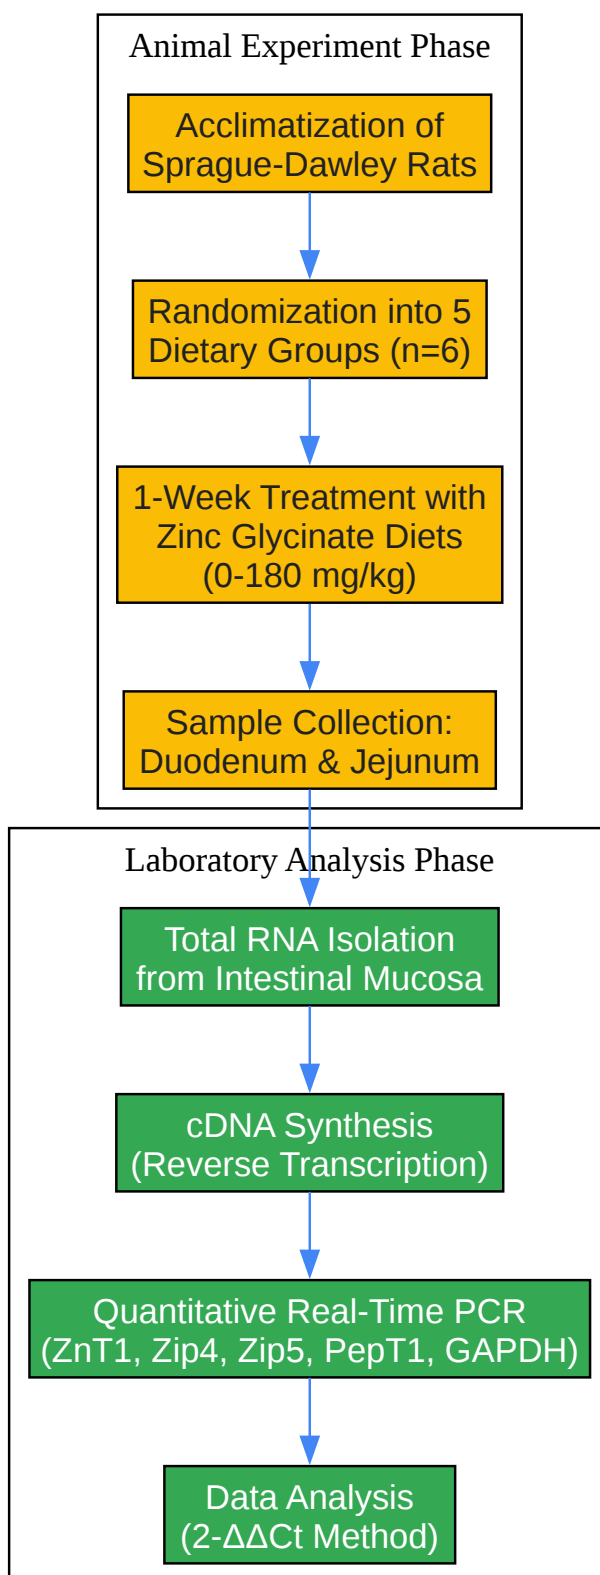 Animal Experiment Phase
Acclimatization of
Sprague-Dawley Rats
Randomization into 5
Dietary Groups (n=6)
1-Week Treatment with
Zinc Glycinate Diets
(0-180 mg/kg)
Sample Collection:
Duodenum & Jejunum
Laboratory Analysis Phase
Total RNA Isolation
from Intestinal Mucosa
cDNA Synthesis
(Reverse Transcription)
Quantitative Real-Time PCR
(ZnT1, Zip4, Zip5, PepT1, GAPDH)
Data Analysis
(2-ΔΔCt Method)